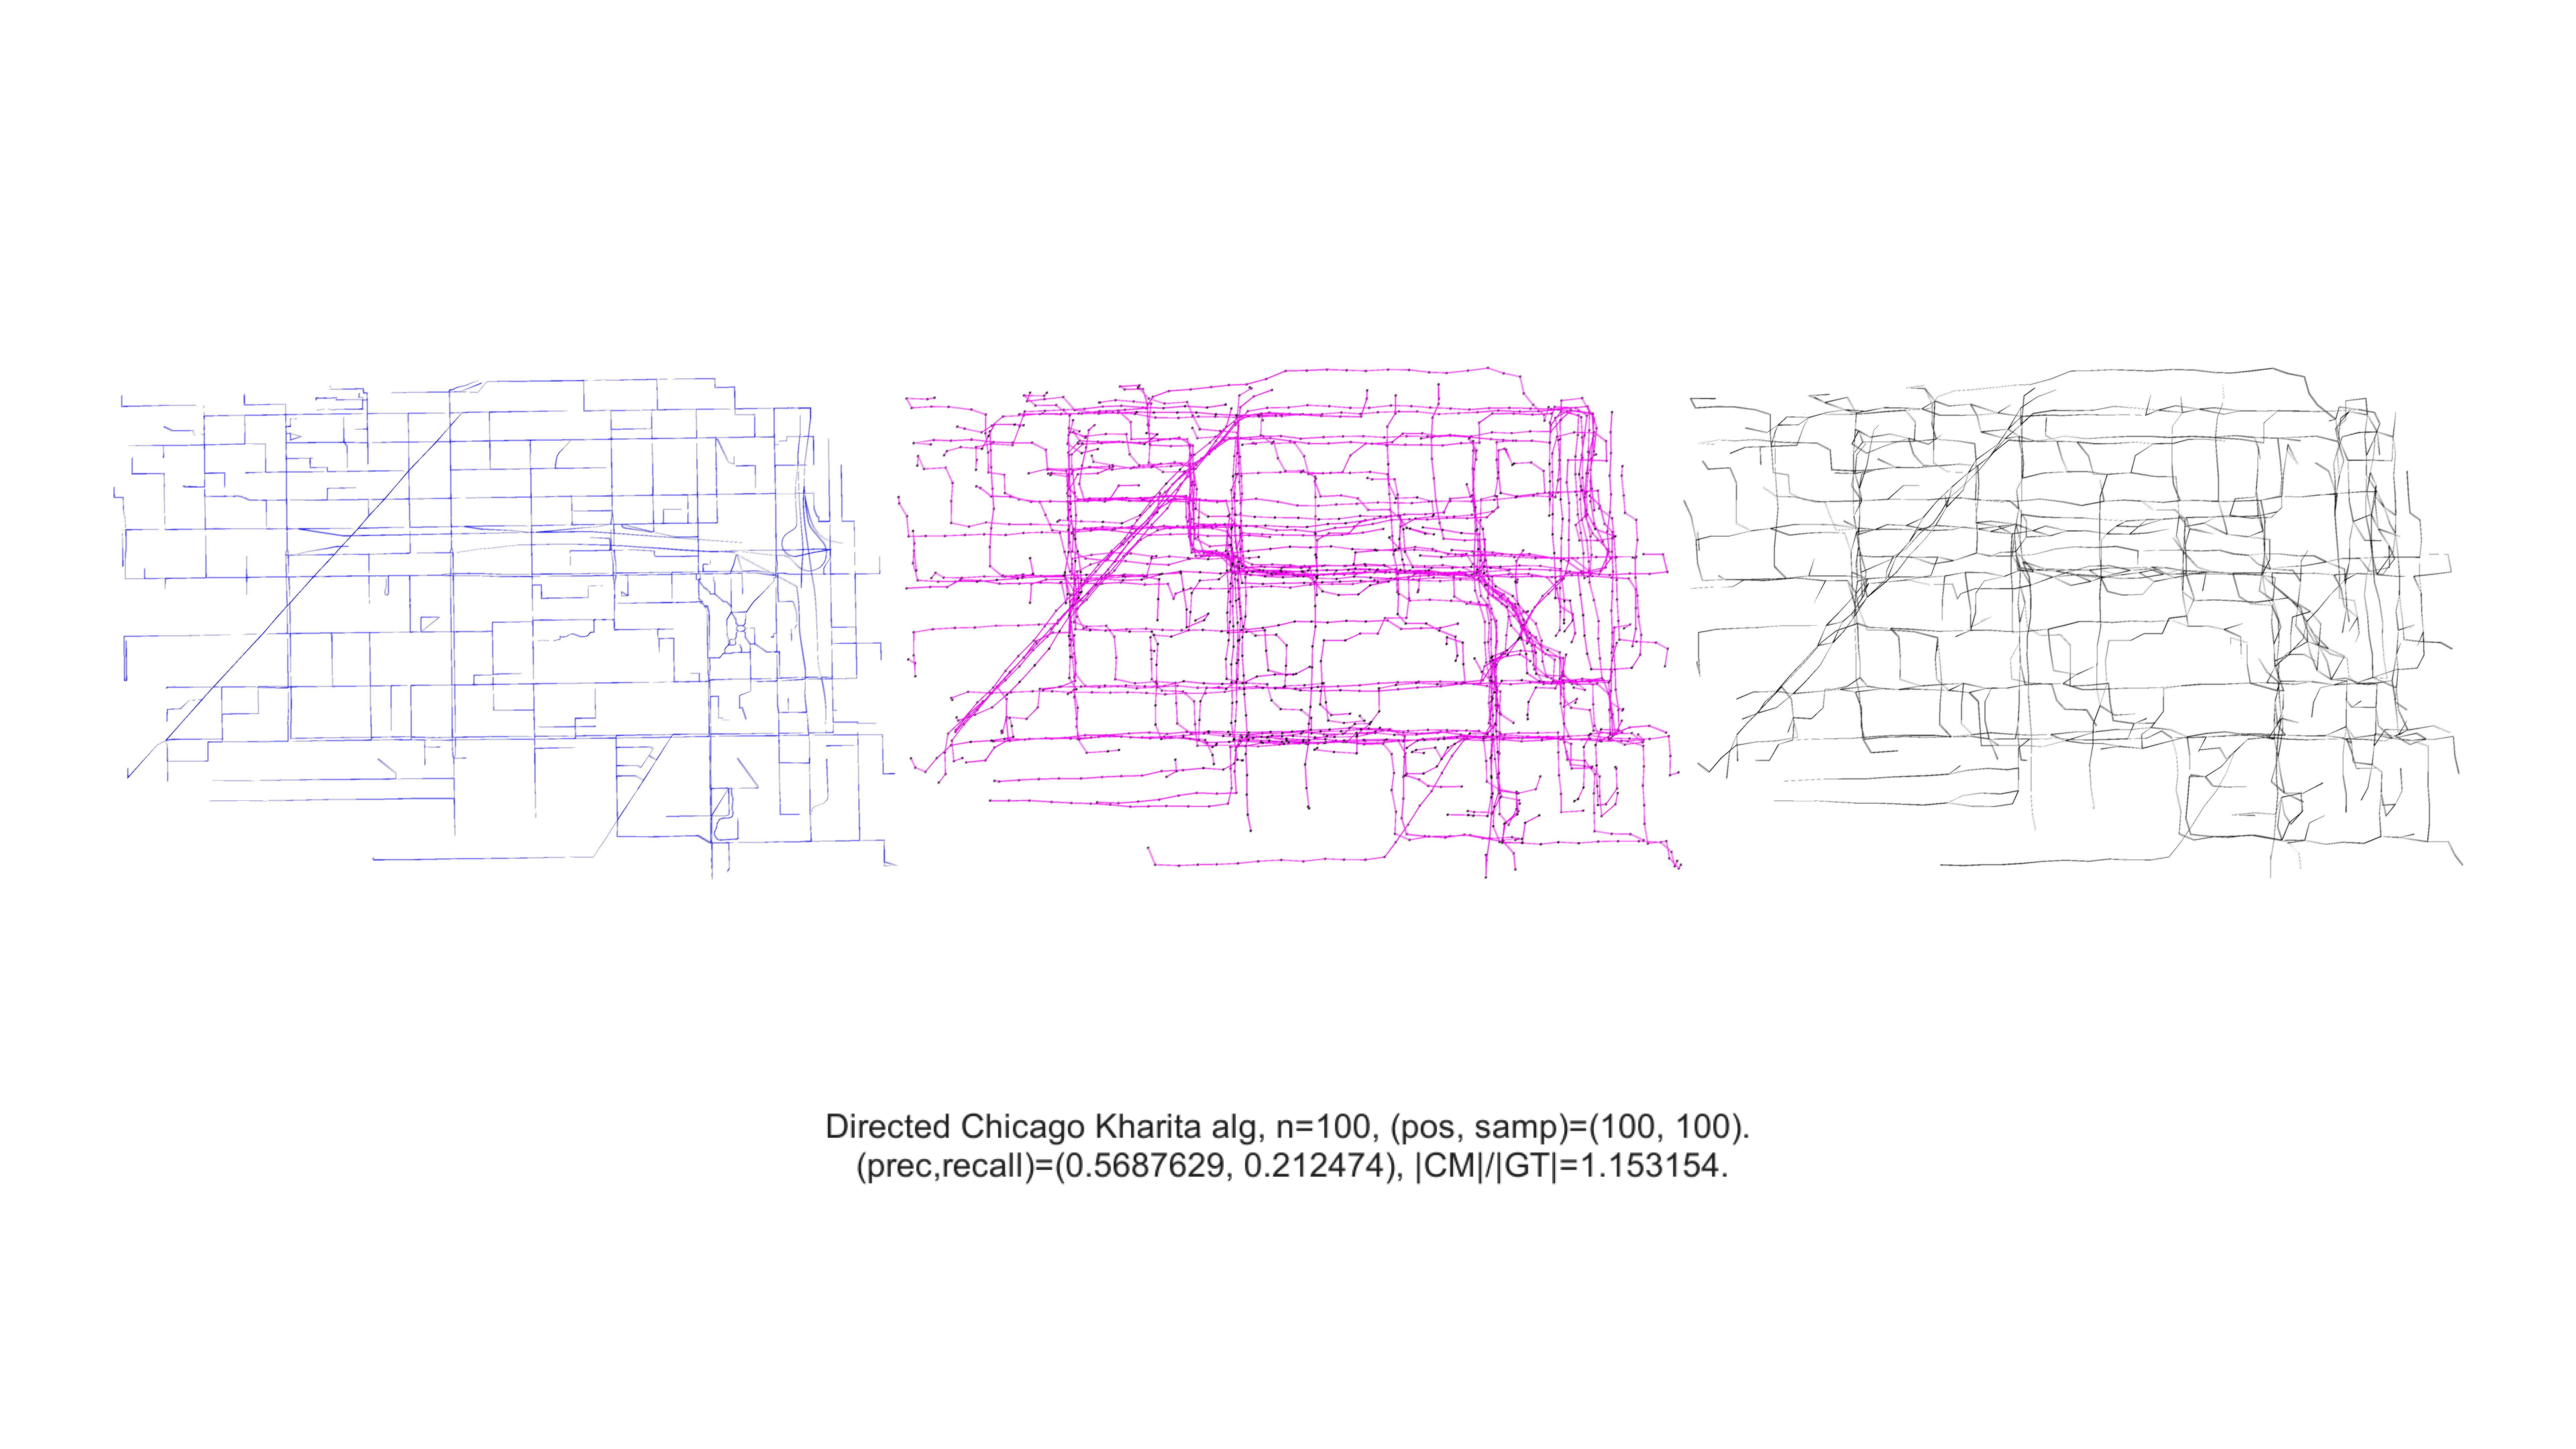 Directed Chicago Kharita alg, n=100, (pos, samp)=(100, 100).
(prec,recall)=(0.5687629, 0.212474), |CM|/|GT|=1.153154.